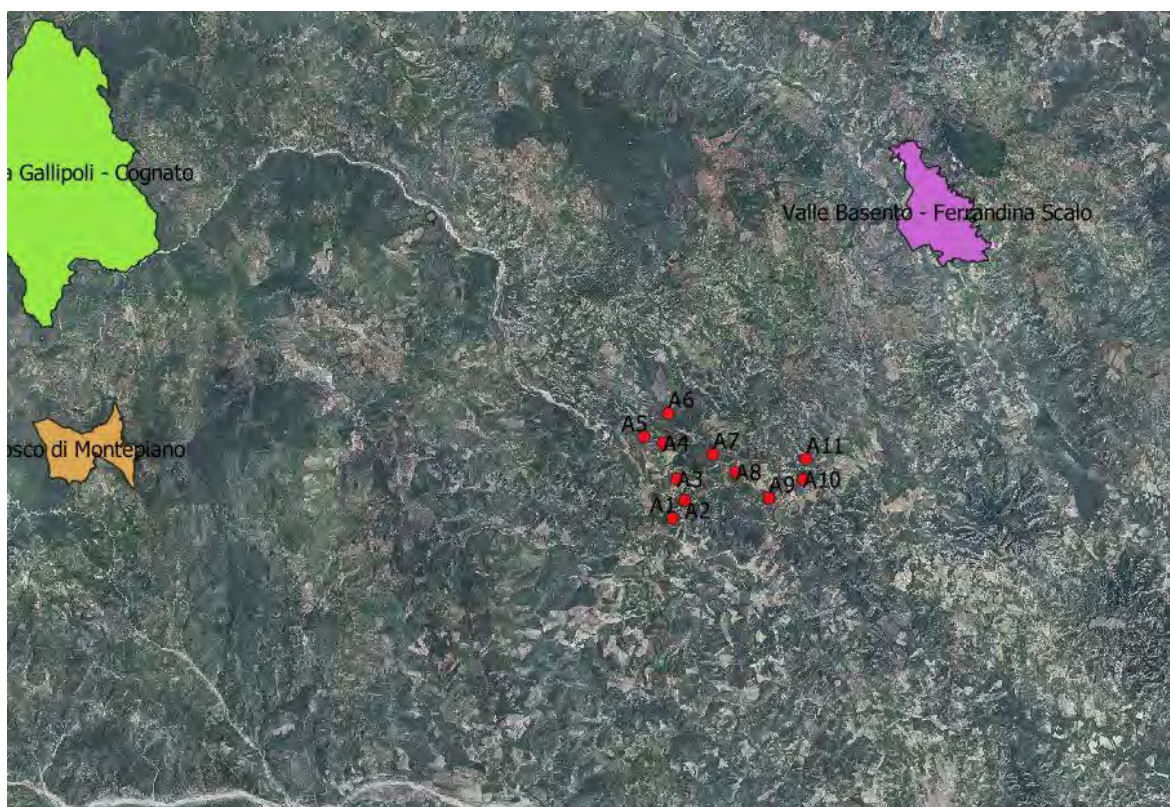 a Gallipoli - Cognato
Valle Basento - Ferrandina Scalo
A6
A5
A4
A7
A11
osco di Montepiano
A8
A3
A10
A9
A1
A2